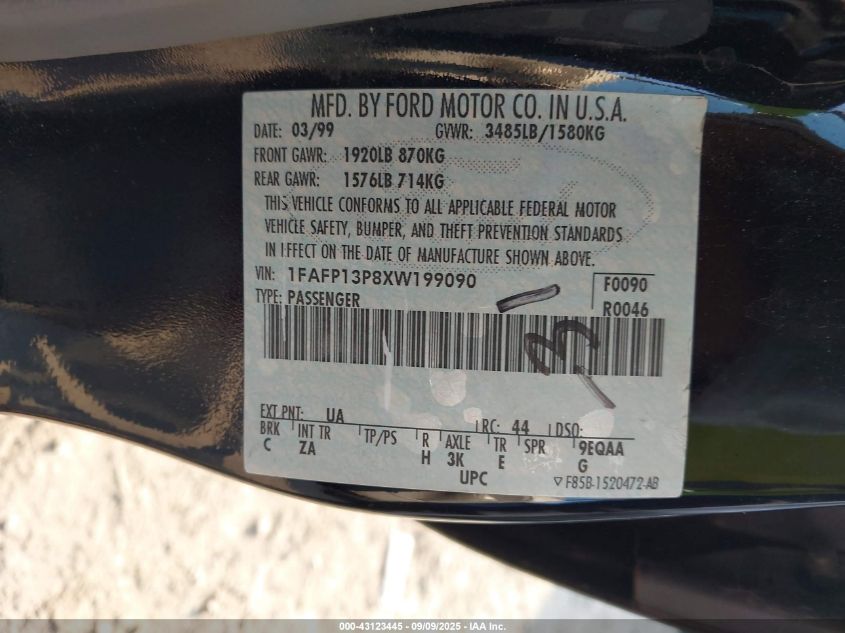 MFD. BY FORD MOTOR CO. IN U.S.A.
DATE: 03/99 GVWR: 3485LB/1580KG
FRONT GAWR: 1920LB 870KG
REAR GAWR: 1576LB 714KG
THIS VEHICLE CONFORMS TO ALL APPLICABLE FEDERAL MOTOR
VEHICLE SAFETY, BUMPER, AND THEFT PREVENTION STANDARDS
IN EFFECT ON THE DATE OF MANUFACTURE SHOWN ABOVE.
VIN: 1FAFP13P8XW199090 F0090
TYPE: PASSENGER R0046
EXT PNT: UA RC: 44 DSO:
BRK INT TR TP/PS R AXLE TR SPR 9EQAA
C ZA H 3K E G
UPC F85B-1520472-AB
000-43123445 - 09/09/2025 - IAA Inc.